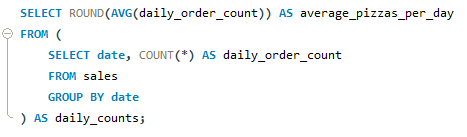 SELECT ROUND(AVG(daily_order_count)) AS average_pizzas_per_day
FROM (
SELECT date, COUNT(*) AS daily_order_count
FROM sales
GROUP BY date
) AS daily_counts;